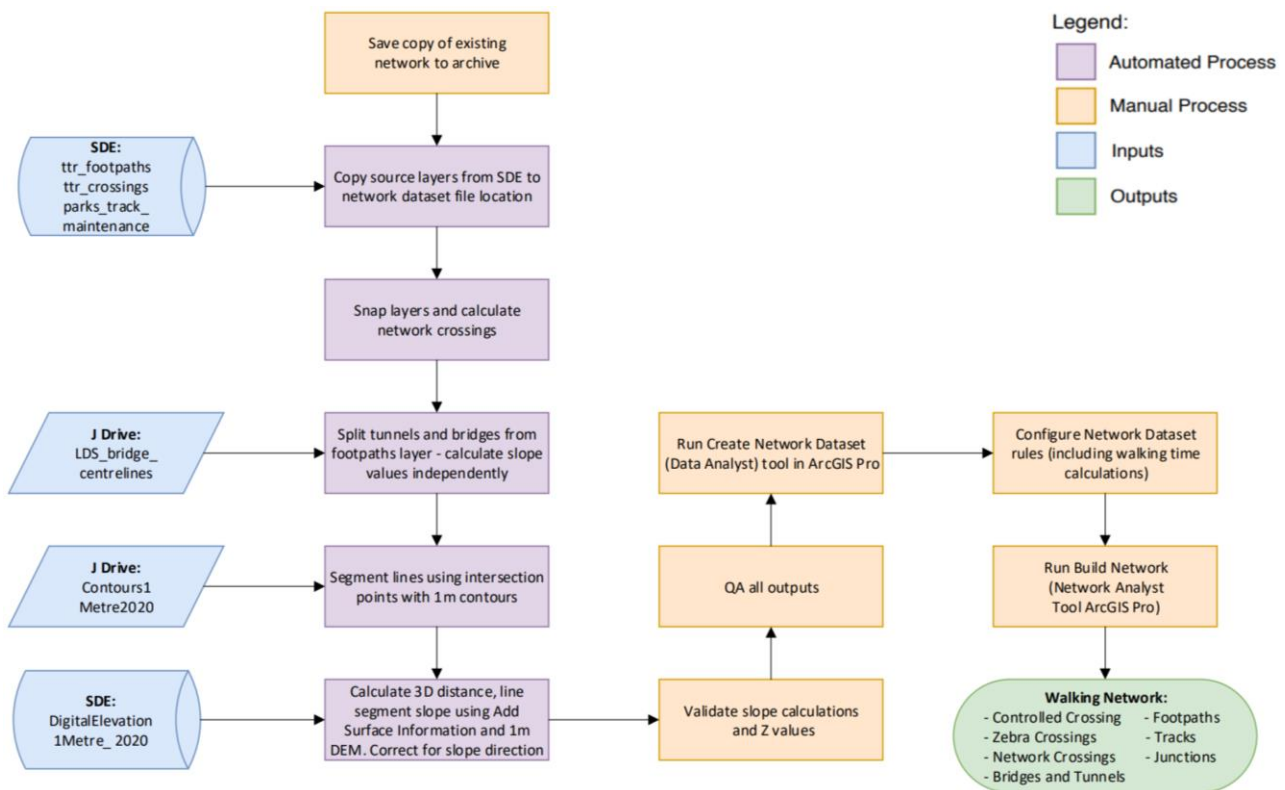 Legend:
Automated Process
Manual Process
Inputs
Outputs
Save copy of existing
network to archive
SDE:
ttr_footpaths
ttr_crossings
parks_track_
maintenance
Copy source layers from SDE to
network dataset file location
Snap layers and calculate
network crossings
J Drive:
LDS_bridge_
centrelines
Split tunnels and bridges from
footpaths layer - calculate slope
values independently
J Drive:
Contours1
Metre2020
Segment lines using intersection
points with 1m contours
SDE:
DigitalElevation
1Metre_ 2020
Calculate 3D distance, line
segment slope using Add
Surface Information and 1m
DEM. Correct for slope direction
Validate slope calculations
and Z values
QA all outputs
Run Create Network Dataset
(Data Analyst) tool in ArcGIS Pro
Configure Network Dataset
rules (including walking time
calculations)
Run Build Network
(Network Analyst
Tool ArcGIS Pro)
Walking Network:
- Controlled Crossing
- Zebra Crossings
- Network Crossings
- Bridges and Tunnels
- Footpaths
- Tracks
- Junctions